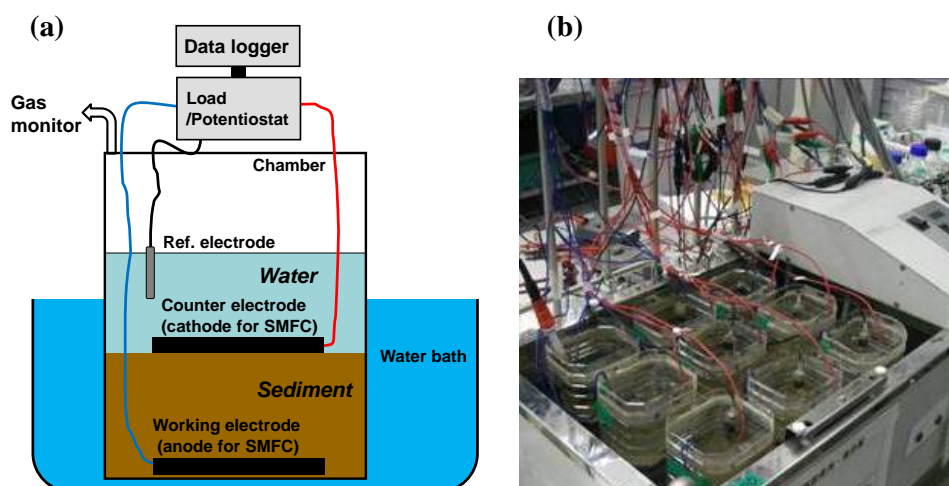 (a)
(b)
Data logger
Load
/Potentiostat
Gas
monitor
Chamber
Ref. electrode
Water
Counter electrode
(cathode for SMFC)
Water bath
Sediment
Working electrode
(anode for SMFC)